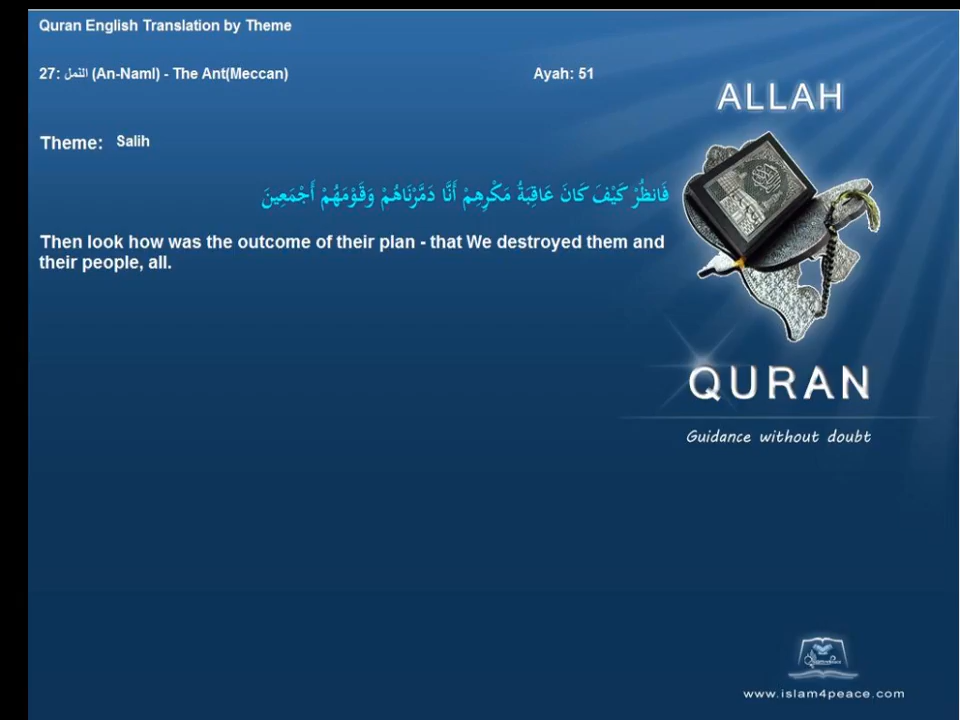 Quran English Translation by Theme
27: النمل (An-Naml) - The Ant(Meccan) Ayah: 51
ALLAH
Theme: Salih
فَانظُرْ كَيْفَ كَانَ عَاقِبَةُ مَكْرِهِمْ أَنَّا دَمَّرْنَاهُمْ وَقَوْمَهُمْ أَجْمَعِينَ
Then look how was the outcome of their plan - that We destroyed them and
their people, all.
QURAN
Guidance without doubt
www.islam4peace.com